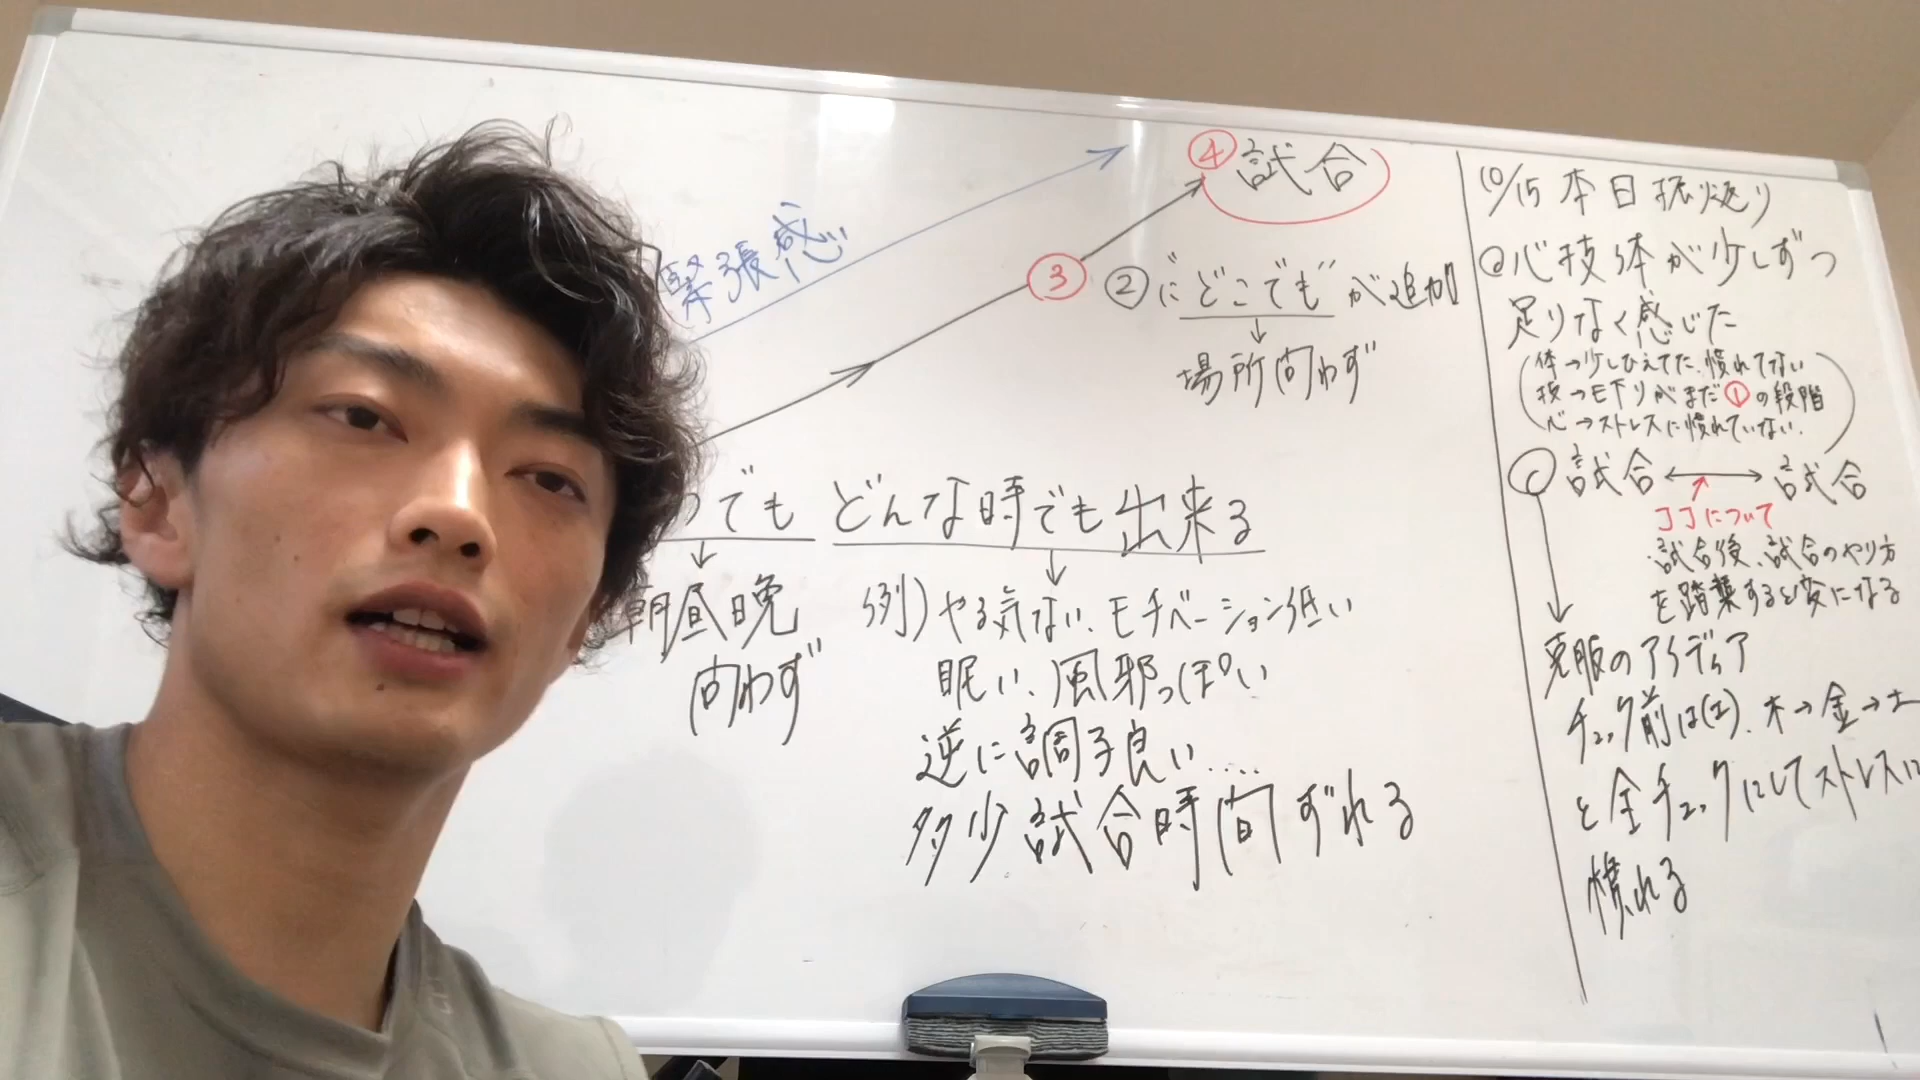 緊張感
④試合
③
②に"どこでも"が追加
場所問わず
でも どんな時でも出来る
朝昼晩
問わず
例)やる気ない、モチベーション低い
眠い、風邪っぽい
逆に調子良い....
多少試合時間ずれる
10/15本日振返り
心技体が少しずつ
足りなく感じた
体→少しひえてた、慣れてない
技→モ下リがまだ①の段階
心→ストレスに慣れていない.
試合↔試合
ココについて
・試合後、試合のやり方
を踏襲すると変になる
克服のアイディア
チェック前は(土)、木→金→土
と金チェックにしてストレスに
慣れる